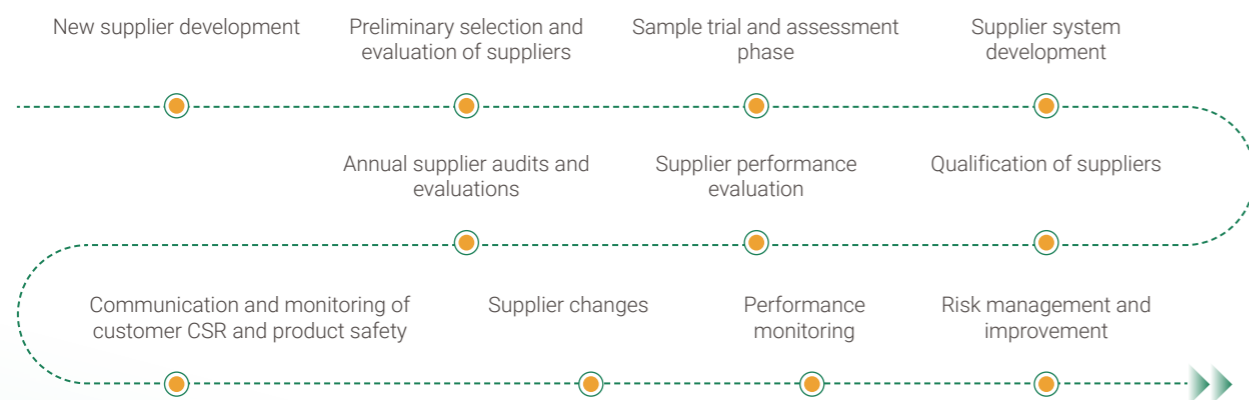 New supplier development
Preliminary selection and
evaluation of suppliers
Sample trial and assessment
phase
Supplier system
development
Qualification of suppliers
Supplier performance
evaluation
Annual supplier audits and
evaluations
Communication and monitoring of
customer CSR and product safety
Supplier changes
Performance
monitoring
Risk management and
improvement